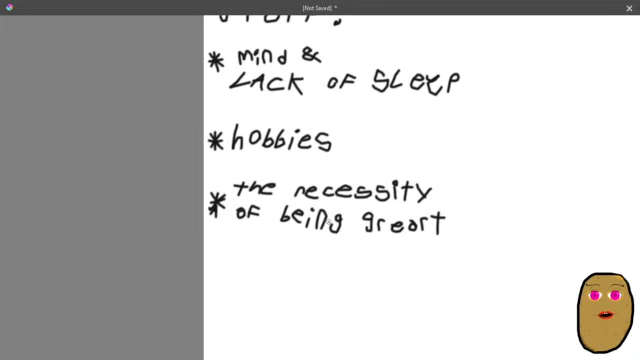 [Not Saved] *
* mind &
LACK OF SLEEP
* hobbies
* the necessity
of being greart